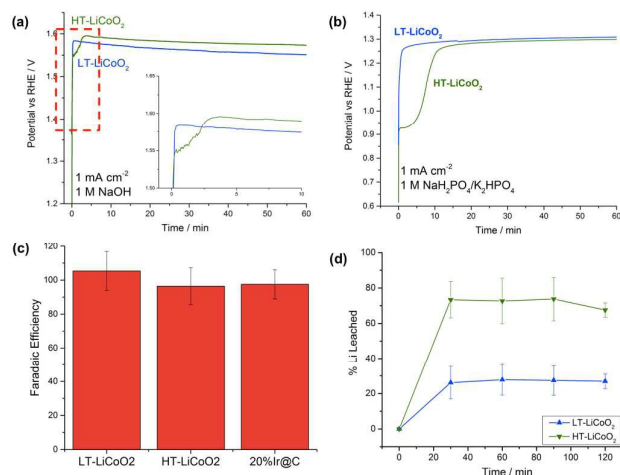 (a)
HT-LiCoO2
LT-LiCoO2
1.6
1.5
1.4
1.3
1.2
1.1
Potential vs RHE / V
1 mA cm-2
1 M NaOH
1.60
1.55
1.50
0 5 10
0 10 20 30 40 50 60
Time / min
(b)
LT-LiCoO2
HT-LiCoO2
1.4
1.3
1.2
1.1
1.0
0.9
0.8
0.7
0.6
Potential vs RHE / V
1 mA cm-2
1 M NaH2PO4/K2HPO4
0 10 20 30 40 50 60
Time / min
(c)
120
100
80
60
40
20
0
Faradaic Efficiency
LT-LiCoO2 HT-LiCoO2 20%Ir@C
(d)
100
80
60
40
20
0
% Li Leached
LT-LiCoO2
HT-LiCoO2
0 30 60 90 120
Time / min